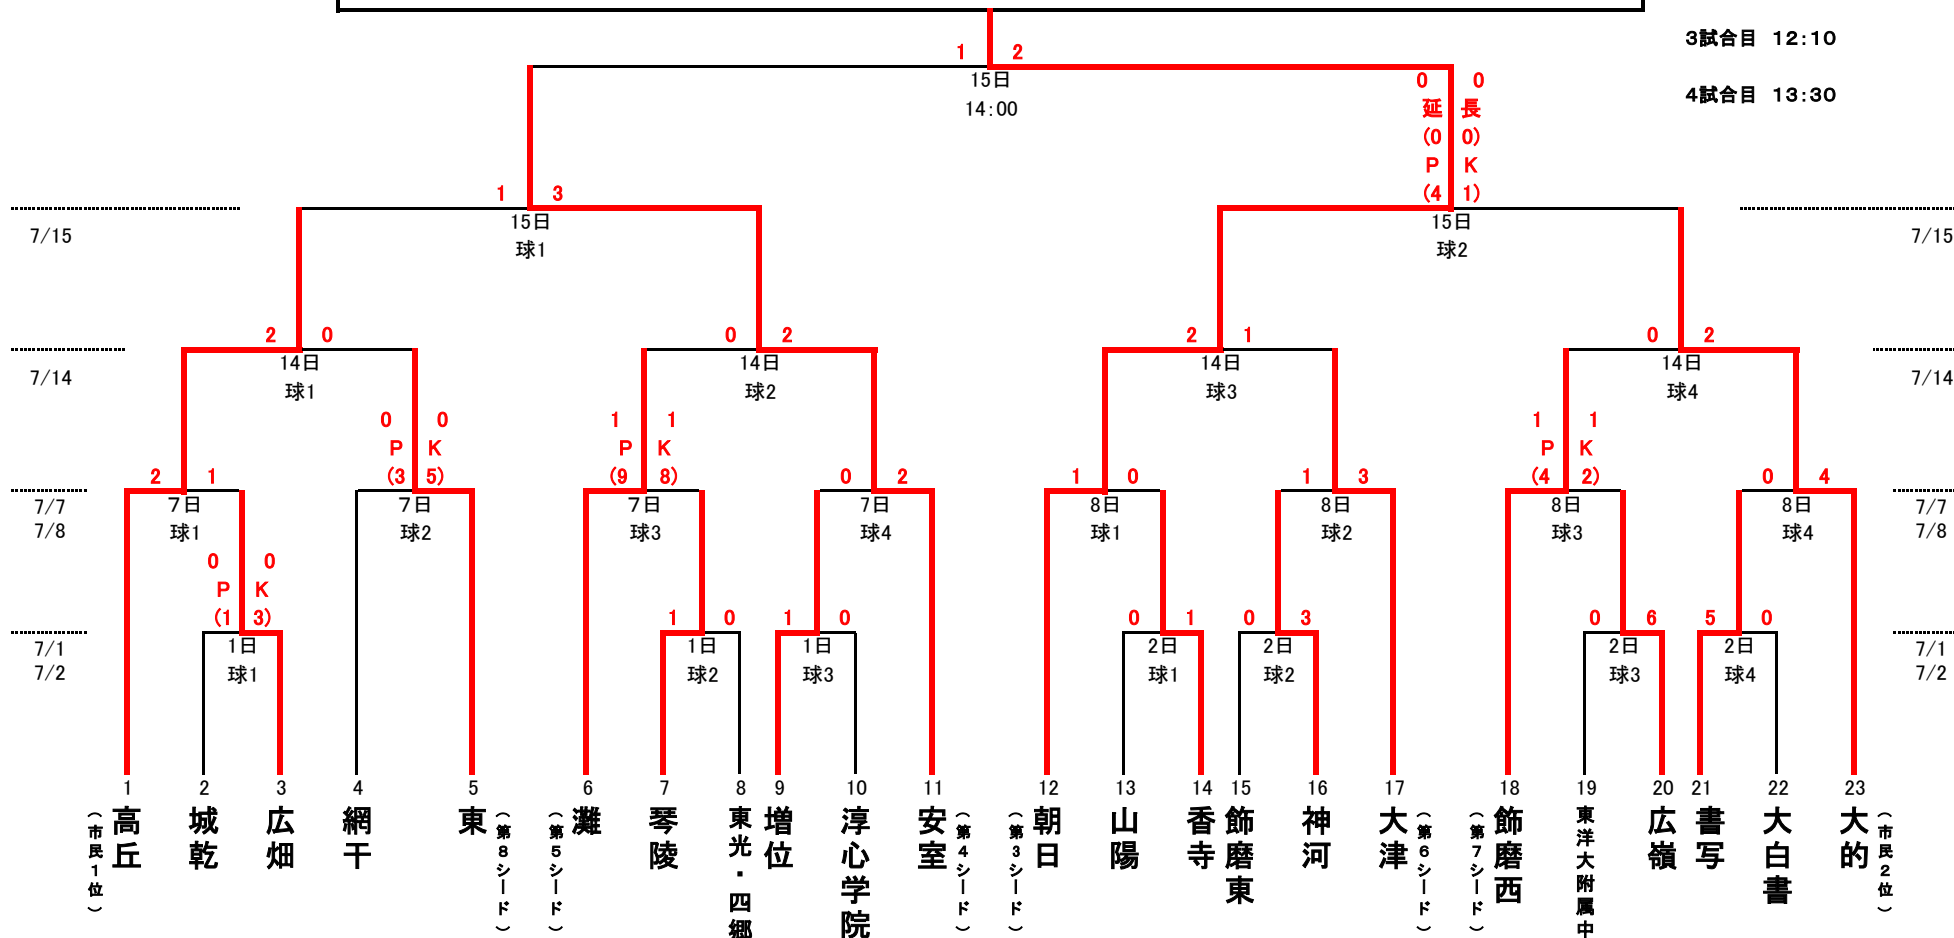 3試合目 12:10
1 2
15日
0 0
14:00
4試合目 13:30
延 長
(0 0)
P K
(4 1)
1 3
15日
球1
15日
球2
7/15
7/15
2 0
0 2
2 1
0 2
14日
球1
14日
球2
14日
球3
14日
球4
7/14
7/14
0 0
P K
(3 5)
1 1
P K
(9 8)
1 1
P K
(4 2)
2 1
0 2
1 0
1 3
0 4
7日
球1
7日
球2
7日
球3
7日
球4
8日
球1
8日
球2
8日
球3
8日
球4
7/7
7/8
7/7
7/8
0 0
P K
(1 3)
1 0
1 0
0 1
0 3
0 6
5 0
1日
球1
1日
球2
1日
球3
2日
球1
2日
球2
2日
球3
2日
球4
7/1
7/2
7/1
7/2
1 2 3 4 5 6 7 8 9 10 11 12 13 14 15 16 17 18 19 20 21 22 23
(市民1位)
高丘
城乾
広畑
網干
東
(第8シード)
(第5シード)
灘
琴陵
東光・四郷
増位
淳心学院
安室
(第4シード)
(第3シード)
朝日
山陽
香寺
飾磨東
神河
大津
(第6シード)
(第7シード)
飾磨西
東洋大附属中
広嶺
書写
大白書
大的
(市民2位)